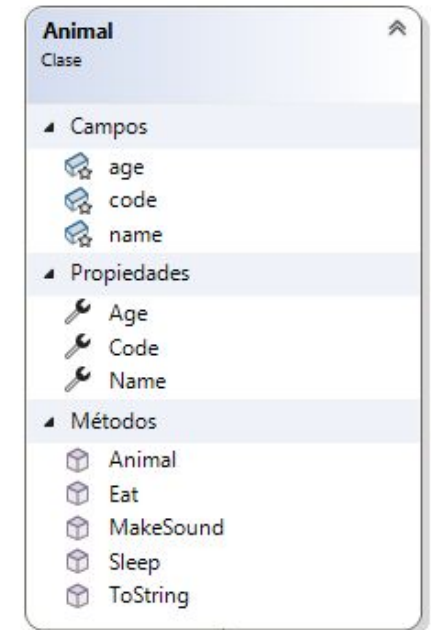 Animal
Clase
Campos
age
code
name
Propiedades
Age
Code
Name
Métodos
Animal
Eat
MakeSound
Sleep
ToString